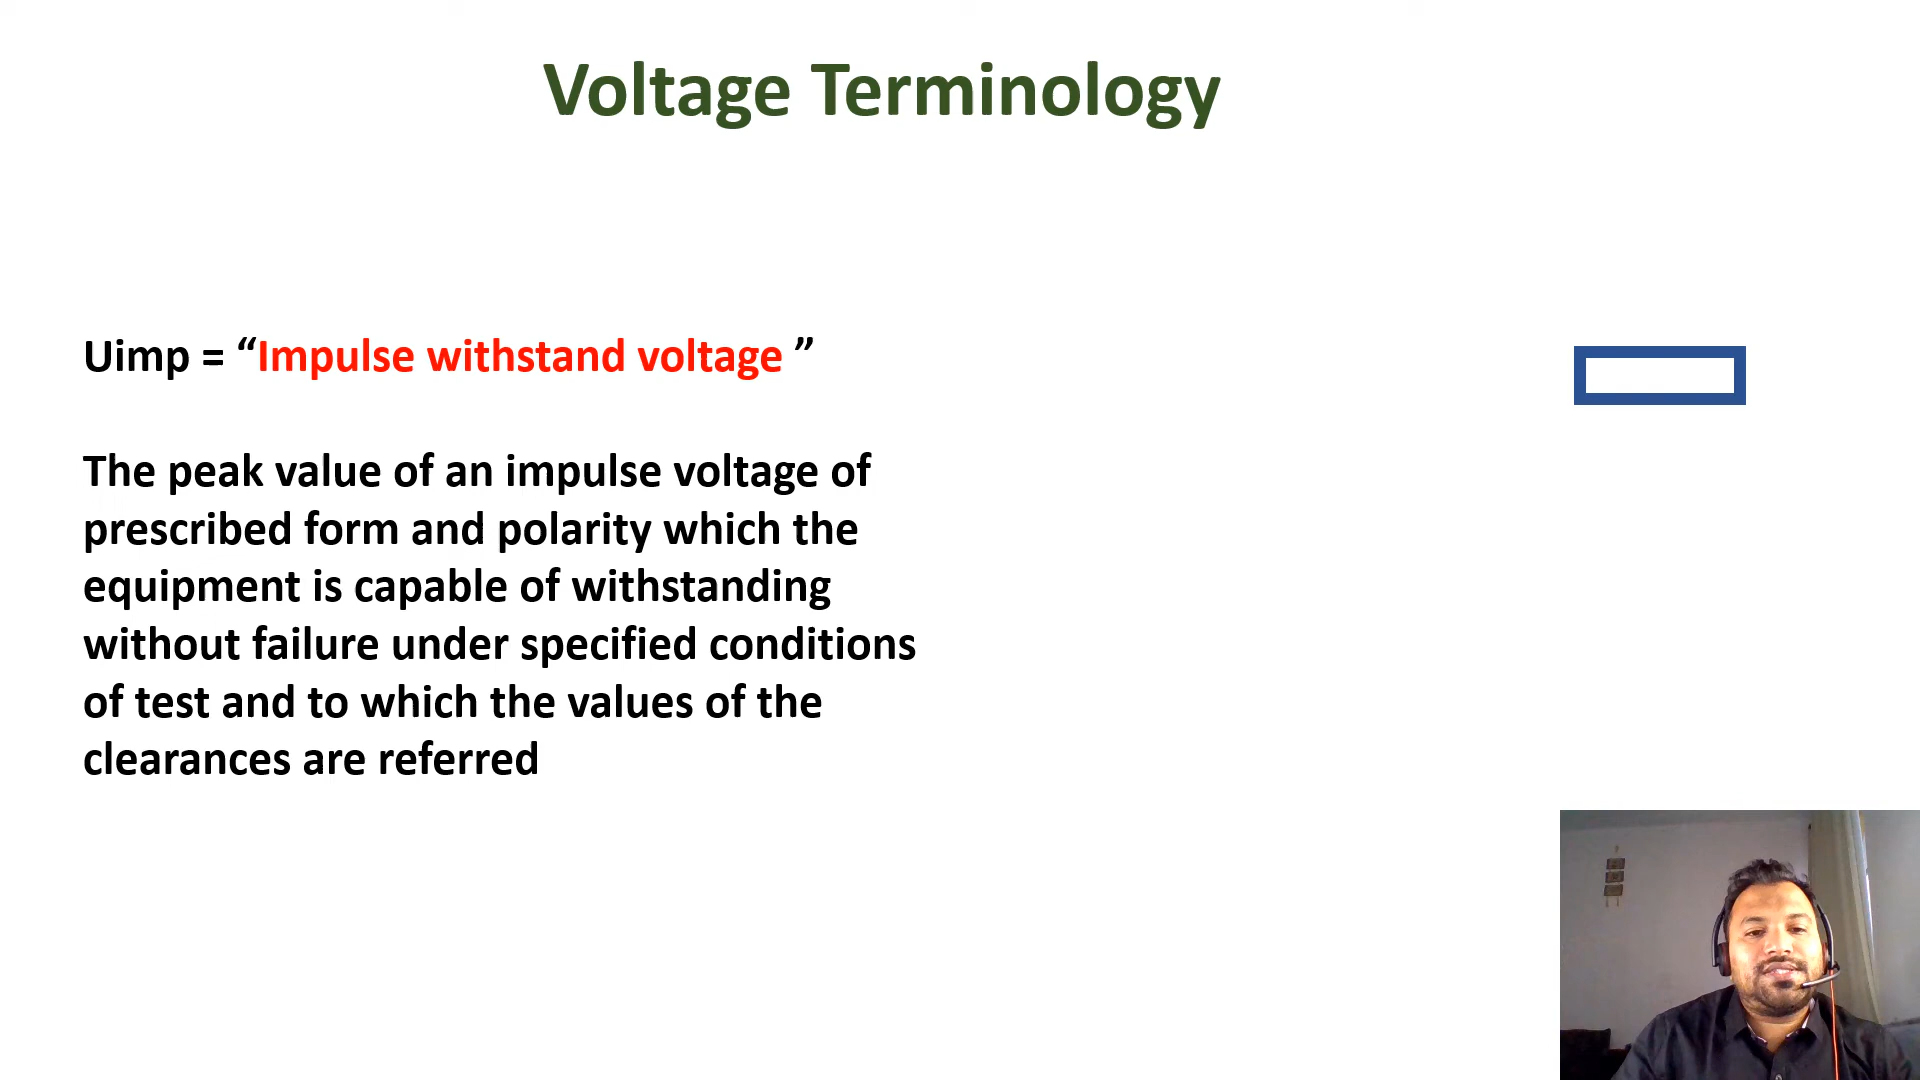 Voltage Terminology
Uimp = “Impulse withstand voltage ”
The peak value of an impulse voltage of
prescribed form and polarity which the
equipment is capable of withstanding
without failure under specified conditions
of test and to which the values of the
clearances are referred